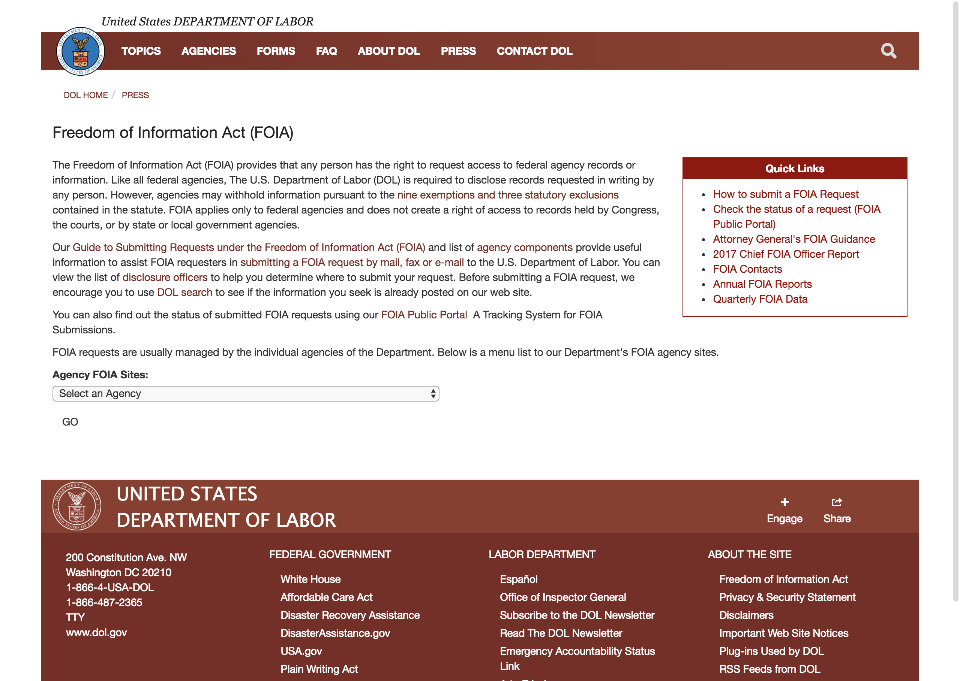 United States DEPARTMENT OF LABOR
TOPICS AGENCIES FORMS FAQ ABOUT DOL PRESS CONTACT DOL
DOL HOME / PRESS
Freedom of Information Act (FOIA)
The Freedom of Information Act (FOIA) provides that any person has the right to request access to federal agency records or
information. Like all federal agencies, The U.S. Department of Labor (DOL) is required to disclose records requested in writing by
any person. However, agencies may withhold information pursuant to the nine exemptions and three statutory exclusions
contained in the statute. FOIA applies only to federal agencies and does not create a right of access to records held by Congress,
the courts, or by state or local government agencies.
Our Guide to Submitting Requests under the Freedom of Information Act (FOIA) and list of agency components provide useful
information to assist FOIA requesters in submitting a FOIA request by mail, fax or e-mail to the U.S. Department of Labor. You can
view the list of disclosure officers to help you determine where to submit your request. Before submitting a FOIA request, we
encourage you to use DOL search to see if the information you seek is already posted on our web site.
You can also find out the status of submitted FOIA requests using our FOIA Public Portal A Tracking System for FOIA
Submissions.
FOIA requests are usually managed by the individual agencies of the Department. Below is a menu list to our Department's FOIA agency sites.
Agency FOIA Sites:
Select an Agency
GO
Quick Links
• How to submit a FOIA Request
• Check the status of a request (FOIA
Public Portal)
• Attorney General's FOIA Guidance
• 2017 Chief FOIA Officer Report
• FOIA Contacts
• Annual FOIA Reports
• Quarterly FOIA Data
UNITED STATES
DEPARTMENT OF LABOR
Engage
Share
200 Constitution Ave. NW
Washington DC 20210
1-866-4-USA-DOL
1-866-487-2365
TTY
www.dol.gov
FEDERAL GOVERNMENT
White House
Affordable Care Act
Disaster Recovery Assistance
DisasterAssistance.gov
USA.gov
Plain Writing Act
LABOR DEPARTMENT
Español
Office of Inspector General
Subscribe to the DOL Newsletter
Read The DOL Newsletter
Emergency Accountability Status
Link
ABOUT THE SITE
Freedom of Information Act
Privacy & Security Statement
Disclaimers
Important Web Site Notices
Plug-ins Used by DOL
RSS Feeds from DOL